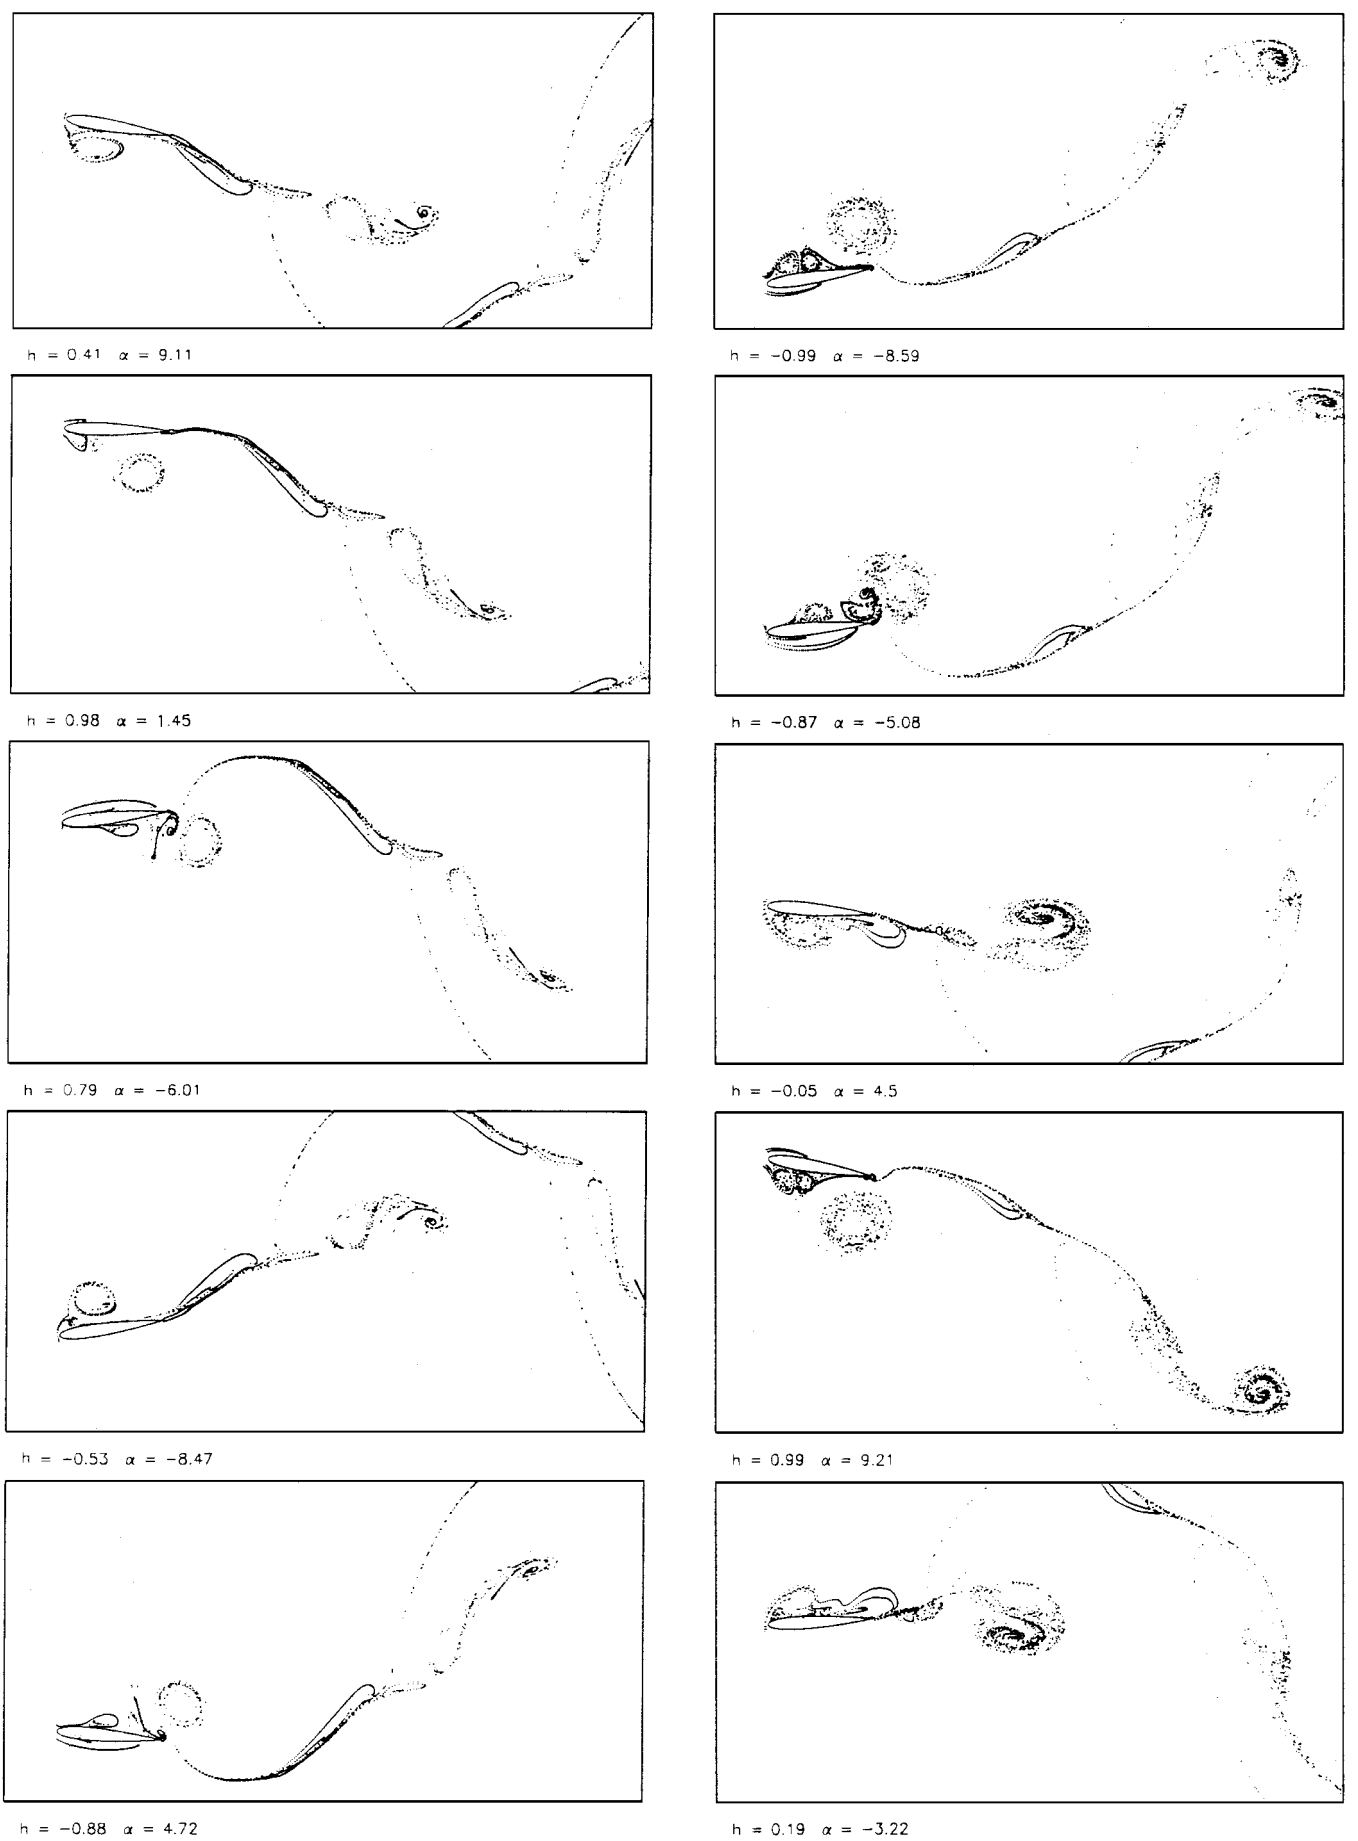 h = 0.41 α = 9.11
h = 0.98 α = 1.45
h = 0.79 α = −6.01
h = −0.53 α = −8.47
h = −0.88 α = 4.72
h = −0.99 α = −8.59
h = −0.87 α = −5.08
h = −0.05 α = 4.5
h = 0.99 α = 9.21
h = 0.19 α = −3.22